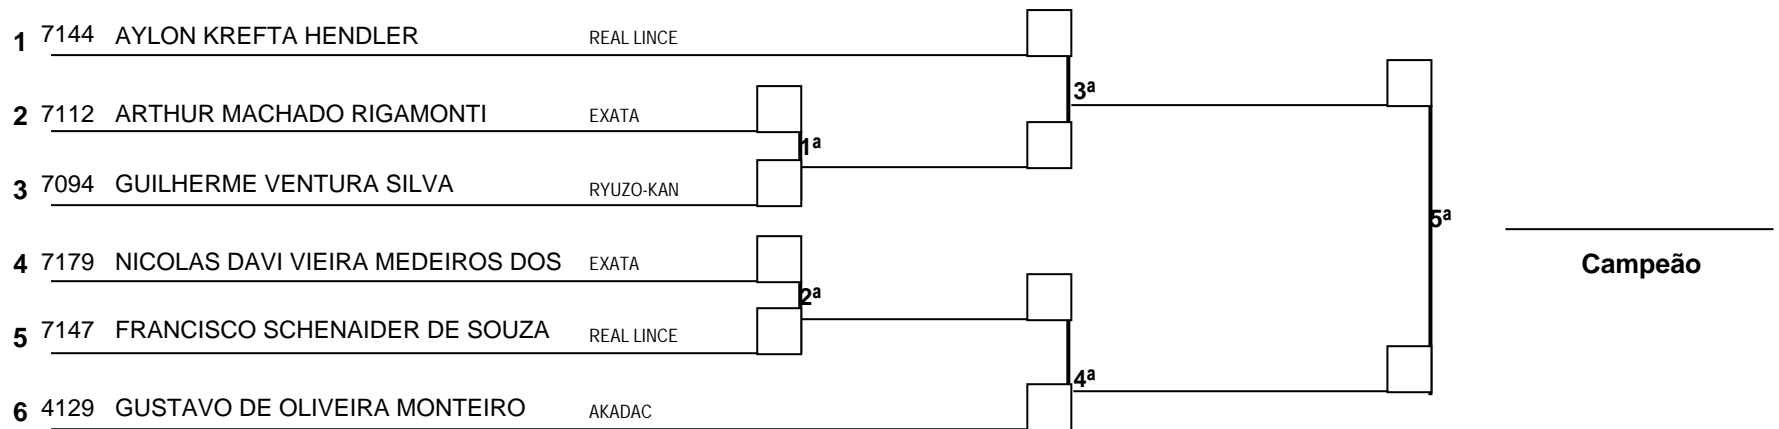 1 7144 AYLON KREFTA HENDLER REAL LINCE
3ª
2 7112 ARTHUR MACHADO RIGAMONTI EXATA
1ª
3 7094 GUILHERME VENTURA SILVA RYUZO-KAN
5ª
4 7179 NICOLAS DAVI VIEIRA MEDEIROS DOS EXATA
Campeão
2ª
5 7147 FRANCISCO SCHENAIDER DE SOUZA REAL LINCE
4ª
6 4129 GUSTAVO DE OLIVEIRA MONTEIRO AKADAC